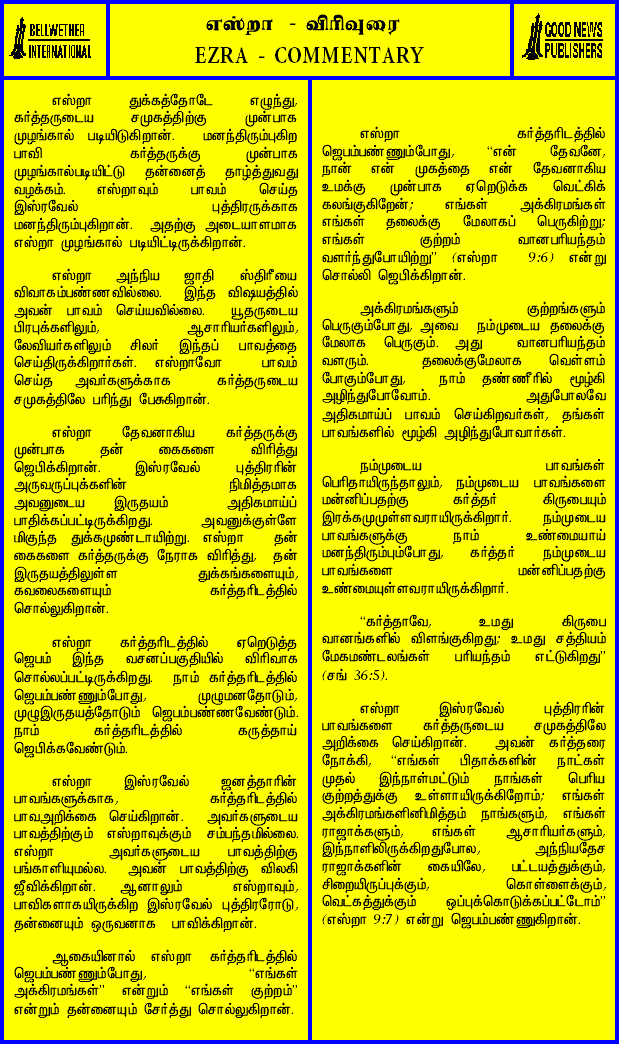 BELLWETHER
INTERNATIONAL
எஸ்றா - விரிவுரை
EZRA - COMMENTARY
GOOD NEWS
PUBLISHERS
எஸ்றா துக்கத்தோடே எழுந்து,
கர்த்தருடைய சமுகத்திற்கு முன்பாக
முழங்கால் படியிடுகிறான். மனந்திரும்புகிற
பாவி கர்த்தருக்கு முன்பாக
முழங்கால்படியிட்டு தன்னைத் தாழ்த்துவது
வழக்கம். எஸ்றாவும் பாவம் செய்த
இஸ்ரவேல் புத்திரருக்காக
மனந்திரும்புகிறான். அதற்கு அடையாளமாக
எஸ்றா முழங்கால் படியிட்டிருக்கிறான்.
எஸ்றா அந்நிய ஜாதி ஸ்திரீயை
விவாகம்பண்ணவில்லை. இந்த விஷயத்தில்
அவன் பாவம் செய்யவில்லை. யூதருடைய
பிரபுக்களிலும், ஆசாரியர்களிலும்,
லேவியர்களிலும் சிலர் இந்தப் பாவத்தை
செய்திருக்கிறார்கள். எஸ்றாவோ பாவம்
செய்த அவர்களுக்காக கர்த்தருடைய
சமுகத்திலே பரிந்து பேசுகிறான்.
எஸ்றா தேவனாகிய கர்த்தருக்கு
முன்பாக தன் கைகளை விரித்து
ஜெபிக்கிறான். இஸ்ரவேல் புத்திரரின்
அருவருப்புக்களின் நிமித்தமாக
அவனுடைய இருதயம் அதிகமாய்ப்
பாதிக்கப்பட்டிருக்கிறது. அவனுக்குள்ளே
மிகுந்த துக்கமுண்டாயிற்று. எஸ்றா தன்
கைகளை கர்த்தருக்கு நேராக விரித்து, தன்
இருதயத்திலுள்ள துக்கங்களையும்,
கவலைகளையும் கர்த்தரிடத்தில்
சொல்லுகிறான்.
எஸ்றா கர்த்தரிடத்தில் ஏறெடுத்த
ஜெபம் இந்த வசனப்பகுதியில் விரிவாக
சொல்லப்பட்டிருக்கிறது. நாம் கர்த்தரிடத்தில்
ஜெபம்பண்ணும்போது, முழுமனதோடும்,
முழுஇருதயத்தோடும் ஜெபம்பண்ணவேண்டும்.
நாம் கர்த்தரிடத்தில் கருத்தாய்
ஜெபிக்கவேண்டும்.
எஸ்றா இஸ்ரவேல் ஜனத்தாரின்
பாவங்களுக்காக, கர்த்தரிடத்தில்
பாவஅறிக்கை செய்கிறான். அவர்களுடைய
பாவத்திற்கும் எஸ்றாவுக்கும் சம்பந்தமில்லை.
எஸ்றா அவர்களுடைய பாவத்திற்கு
பங்காளியுமல்ல. அவன் பாவத்திற்கு விலகி
ஜீவிக்கிறான். ஆனாலும் எஸ்றாவும்,
பாவிகளாகயிருக்கிற இஸ்ரவேல் புத்திரரோடு,
தன்னையும் ஒருவனாக பாவிக்கிறான்.
ஆகையினால் எஸ்றா கர்த்தரிடத்தில்
ஜெபம்பண்ணும்போது, "எங்கள்
அக்கிரமங்கள்" என்றும் "எங்கள் குற்றம்"
என்றும் தன்னையும் சேர்த்து சொல்லுகிறான்.
எஸ்றா கர்த்தரிடத்தில்
ஜெபம்பண்ணும்போது, "என் தேவனே,
நான் என் முகத்தை என் தேவனாகிய
உமக்கு முன்பாக ஏறெடுக்க வெட்கிக்
கலங்குகிறேன்; எங்கள் அக்கிரமங்கள்
எங்கள் தலைக்கு மேலாகப் பெருகிற்று;
எங்கள் குற்றம் வானபரியந்தம்
வளர்ந்துபோயிற்று" (எஸ்றா 9:6) என்று
சொல்லி ஜெபிக்கிறான்.
அக்கிரமங்களும் குற்றங்களும்
பெருகும்போது, அவை நம்முடைய தலைக்கு
மேலாக பெருகும். அது வானபரியந்தம்
வளரும். தலைக்குமேலாக வெள்ளம்
போகும்போது, நாம் தண்ணீரில் மூழ்கி
அழிந்துபோவோம். அதுபோலவே
அதிகமாய்ப் பாவம் செய்கிறவர்கள், தங்கள்
பாவங்களில் மூழ்கி அழிந்துபோவார்கள்.
நம்முடைய பாவங்கள்
பெரிதாயிருந்தாலும், நம்முடைய பாவங்களை
மன்னிப்பதற்கு கர்த்தர் கிருபையும்
இரக்கமுமுள்ளவராயிருக்கிறார். நம்முடைய
பாவங்களுக்கு நாம் உண்மையாய்
மனந்திரும்பும்போது, கர்த்தர் நம்முடைய
பாவங்களை மன்னிப்பதற்கு
உண்மையுள்ளவராயிருக்கிறார்.
"கர்த்தாவே, உமது கிருபை
வானங்களில் விளங்குகிறது; உமது சத்தியம்
மேகமண்டலங்கள் பரியந்தம் எட்டுகிறது"
(சங் 36:5).
எஸ்றா இஸ்ரவேல் புத்திரரின்
பாவங்களை கர்த்தருடைய சமுகத்திலே
அறிக்கை செய்கிறான். அவன் கர்த்தரை
நோக்கி, "எங்கள் பிதாக்களின் நாட்கள்
முதல் இந்நாள்மட்டும் நாங்கள் பெரிய
குற்றத்துக்கு உள்ளாயிருக்கிறோம்; எங்கள்
அக்கிரமங்களினிமித்தம் நாங்களும், எங்கள்
ராஜாக்களும், எங்கள் ஆசாரியர்களும்,
இந்நாளிலிருக்கிறதுபோல, அந்நியதேச
ராஜாக்களின் கையிலே, பட்டயத்துக்கும்,
சிறையிருப்புக்கும், கொள்ளைக்கும்,
வெட்கத்துக்கும் ஒப்புக்கொடுக்கப்பட்டோம்"
(எஸ்றா 9:7) என்று ஜெபம்பண்ணுகிறான்.